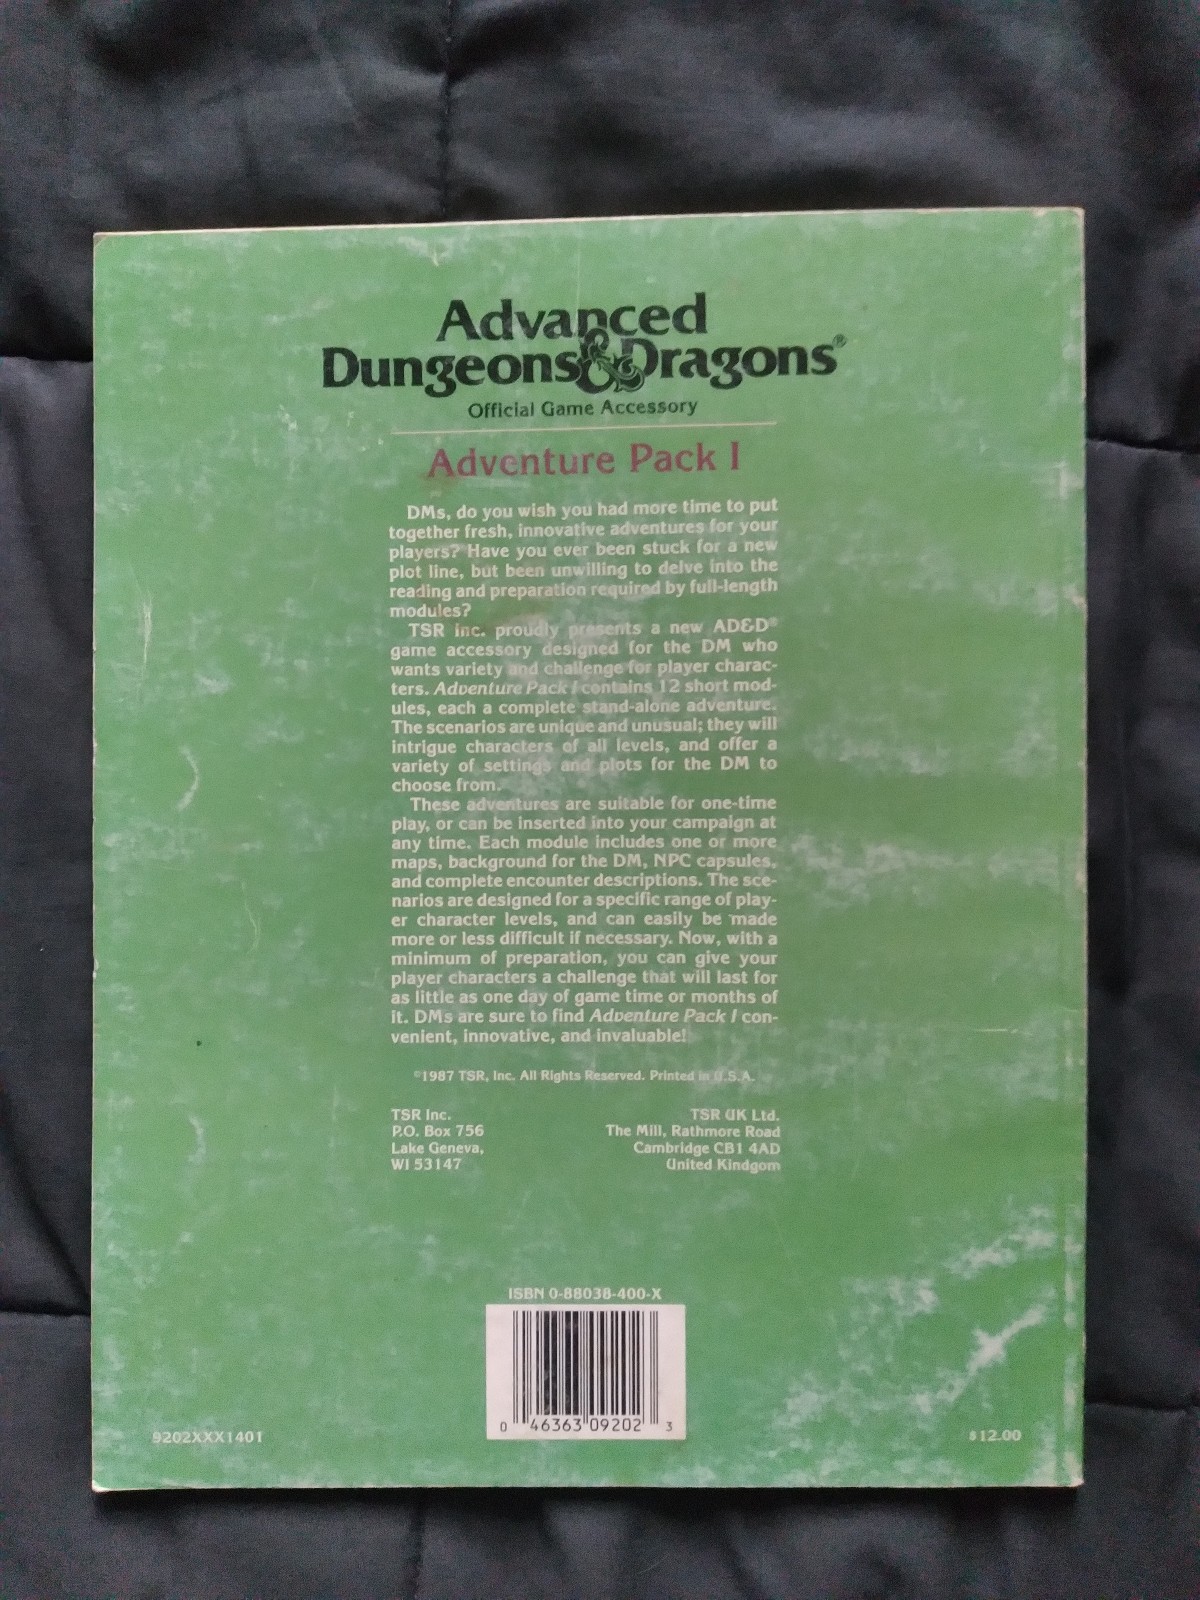 Advanced
Dungeons & Dragons®
Official Game Accessory
Adventure Pack I
DMs, do you wish you had more time to put
together fresh, innovative adventures for your
players? Have you ever been stuck for a new
plot line, but been unwilling to delve into the
reading and preparation required by full-length
modules?
TSR Inc. proudly presents a new AD&D®
game accessory designed for the DM who
wants variety and challenge for player charac-
ters. Adventure Pack I contains 12 short mod-
ules, each a complete stand-alone adventure.
The scenarios are unique and unusual; they will
intrigue characters of all levels, and offer a
variety of settings and plots for the DM to
choose from.
These adventures are suitable for one-time
play, or can be inserted into your campaign at
any time. Each module includes one or more
maps, background for the DM, NPC capsules,
and complete encounter descriptions. The sce-
narios are designed for a specific range of play-
er character levels, and can easily be made
more or less difficult if necessary. Now, with a
minimum of preparation, you can give your
player characters a challenge that will last for
as little as one day of game time or months of
it. DMs are sure to find Adventure Pack I con-
venient, innovative, and invaluable!
©1987 TSR, Inc. All Rights Reserved. Printed in U.S.A.
TSR Inc.
P.O. Box 756
Lake Geneva,
WI 53147
TSR UK Ltd.
The Mill, Rathmore Road
Cambridge CB1 4AD
United Kindgom
ISBN 0-88038-400-X
0 46363 09202 3
9202XXX1401
$12.00